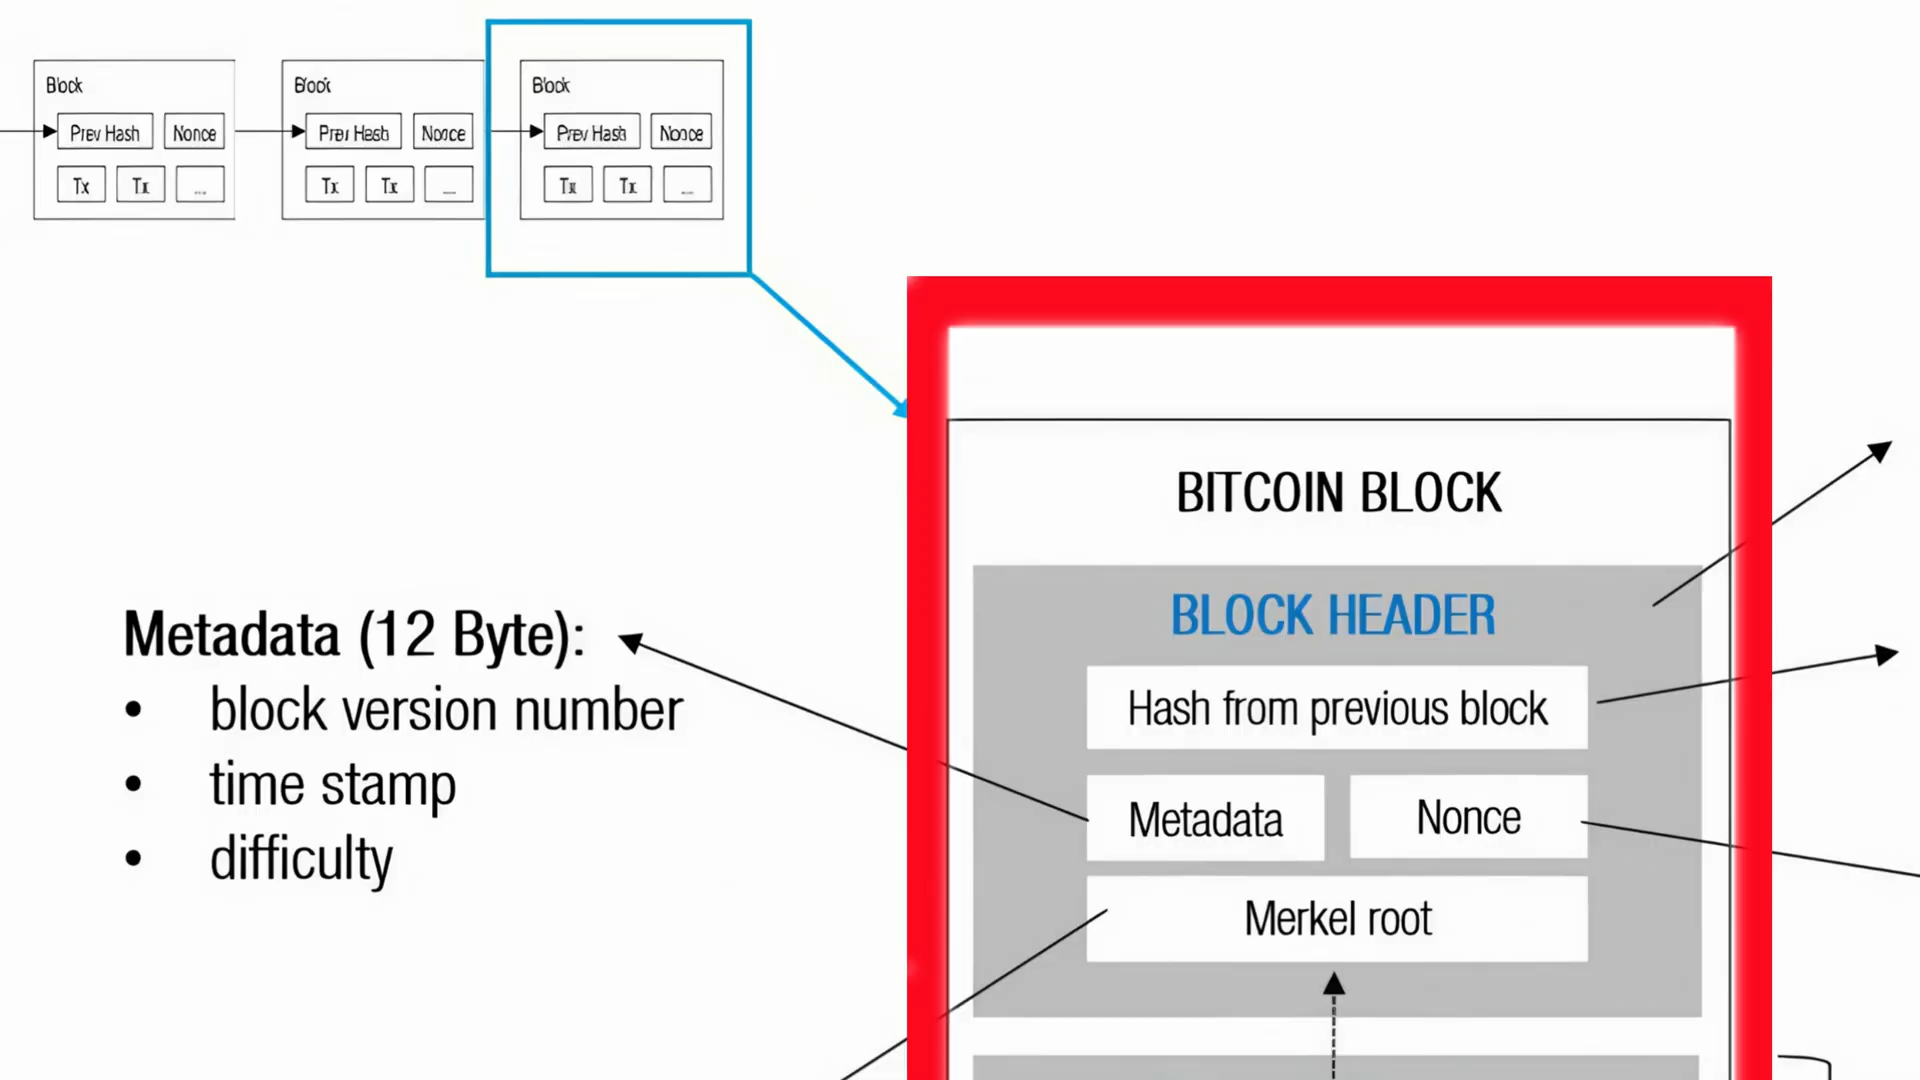 Block
Prev Hash Nonce
Tx Tx ...
Block
Prev Hash Nonce
Tx Tx ...
Block
Prev Hash Nonce
Tx Tx ...
BITCOIN BLOCK
BLOCK HEADER
Hash from previous block
Metadata Nonce
Merkel root
Metadata (12 Byte):
• block version number
• time stamp
• difficulty